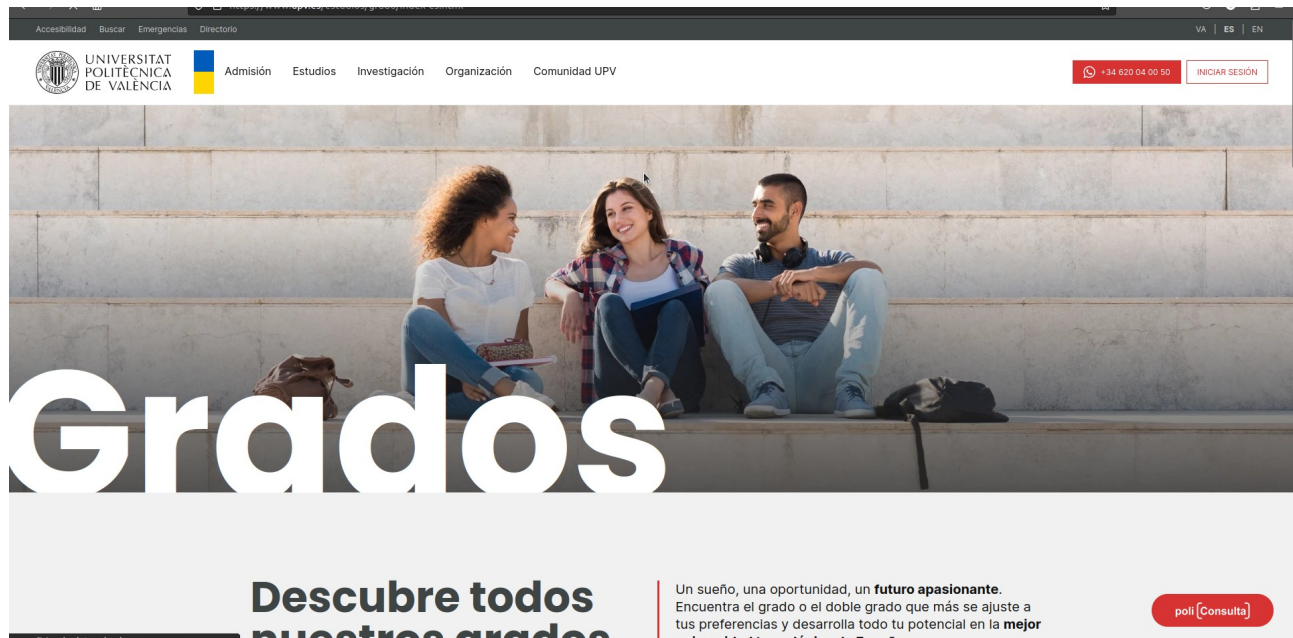 Accesibilidad Buscar Emergencias Directorio VA | ES | EN
UNIVERSITAT
POLITÈCNICA
DE VALÈNCIA
Admisión Estudios Investigación Organización Comunidad UPV
+34 620 04 00 50 INICIAR SESIÓN
Grados
Descubre todos
nuestros grados
Un sueño, una oportunidad, un futuro apasionante.
Encuentra el grado o el doble grado que más se ajuste a
tus preferencias y desarrolla todo tu potencial en la mejor
poli[Consulta]